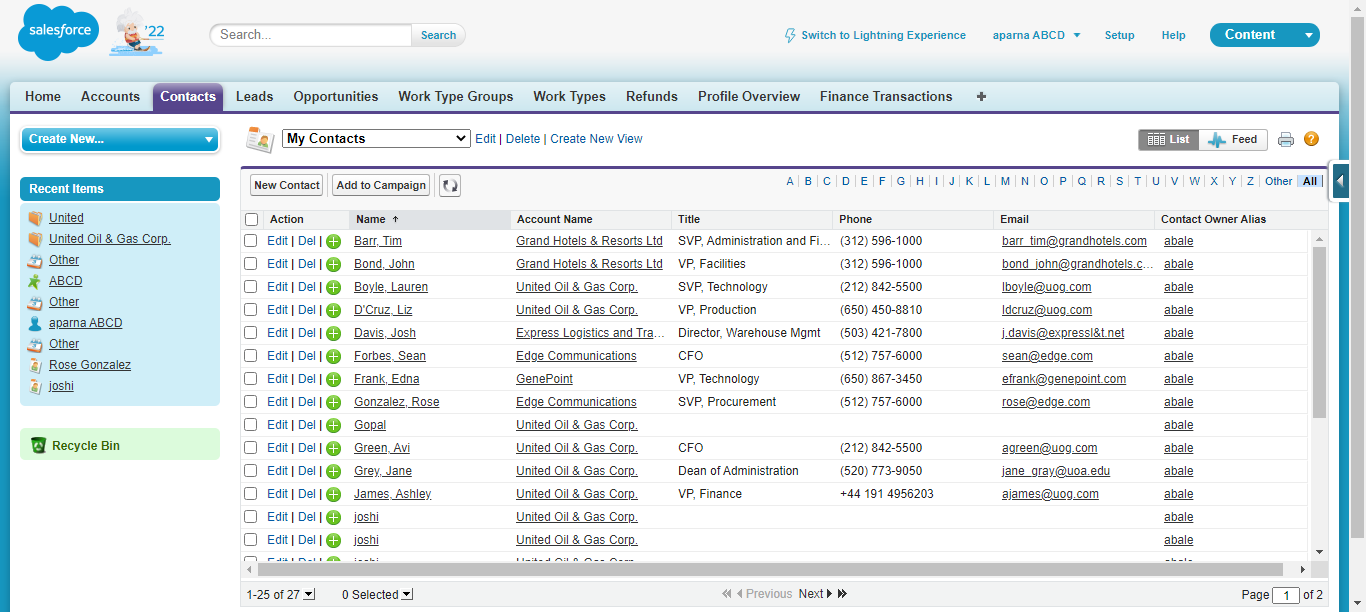 salesforce
'22
Search... Search
Switch to Lightning Experience aparna ABCD Setup Help Content
Home Accounts Contacts Leads Opportunities Work Type Groups Work Types Refunds Profile Overview Finance Transactions +
Create New...
My Contacts Edit | Delete | Create New View
List Feed ?
Recent Items
United
United Oil & Gas Corp.
Other
ABCD
Other
aparna ABCD
Other
Rose Gonzalez
joshi
Recycle Bin
New Contact Add to Campaign
A | B | C | D | E | F | G | H | I | J | K | L | M | N | O | P | Q | R | S | T | U | V | W | X | Y | Z | Other | All |
Action Name Account Name Title Phone Email Contact Owner Alias
Edit | Del | Barr, Tim Grand Hotels & Resorts Ltd SVP, Administration and Fi... (312) 596-1000 barr_tim@grandhotels.com abale
Edit | Del | Bond, John Grand Hotels & Resorts Ltd VP, Facilities (312) 596-1000 bond_john@grandhotels.c... abale
Edit | Del | Boyle, Lauren United Oil & Gas Corp. SVP, Technology (212) 842-5500 lboyle@uog.com abale
Edit | Del | D'Cruz, Liz United Oil & Gas Corp. VP, Production (650) 450-8810 ldcruz@uog.com abale
Edit | Del | Davis, Josh Express Logistics and Tra... Director, Warehouse Mgmt (503) 421-7800 j.davis@expressl&t.net abale
Edit | Del | Forbes, Sean Edge Communications CFO (512) 757-6000 sean@edge.com abale
Edit | Del | Frank, Edna GenePoint VP, Technology (650) 867-3450 efrank@genepoint.com abale
Edit | Del | Gonzalez, Rose Edge Communications SVP, Procurement (512) 757-6000 rose@edge.com abale
Edit | Del | Gopal United Oil & Gas Corp. abale
Edit | Del | Green, Avi United Oil & Gas Corp. CFO (212) 842-5500 agreen@uog.com abale
Edit | Del | Grey, Jane United Oil & Gas Corp. Dean of Administration (520) 773-9050 jane_gray@uoa.edu abale
Edit | Del | James, Ashley United Oil & Gas Corp. VP, Finance +44 191 4956203 ajames@uog.com abale
Edit | Del | joshi United Oil & Gas Corp. abale
Edit | Del | joshi United Oil & Gas Corp. abale
1-25 of 27 0 Selected Previous Next Page 1 of 2